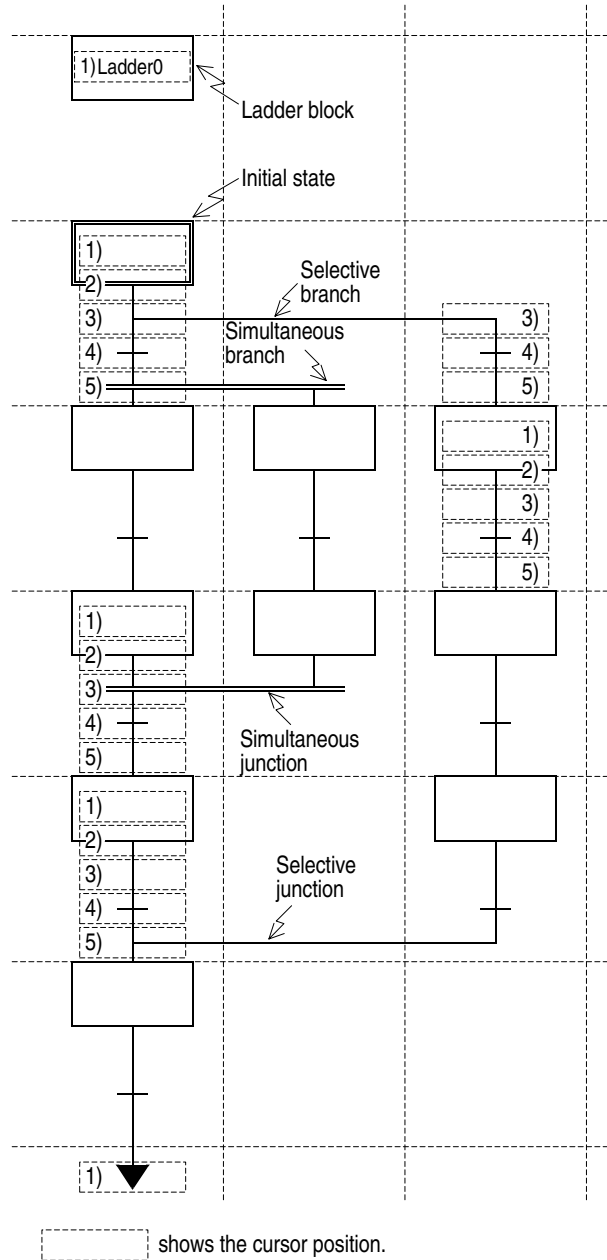 1)Ladder0
Ladder block
Initial state
1)
2)
Selective
branch
3)
3)
Simultaneous
branch
4)
4)
5)
5)
1)
2)
3)
4)
5)
1)
2)
3)
4)
Simultaneous
junction
5)
1)
2)
3)
Selective
junction
4)
5)
1)
shows the cursor position.